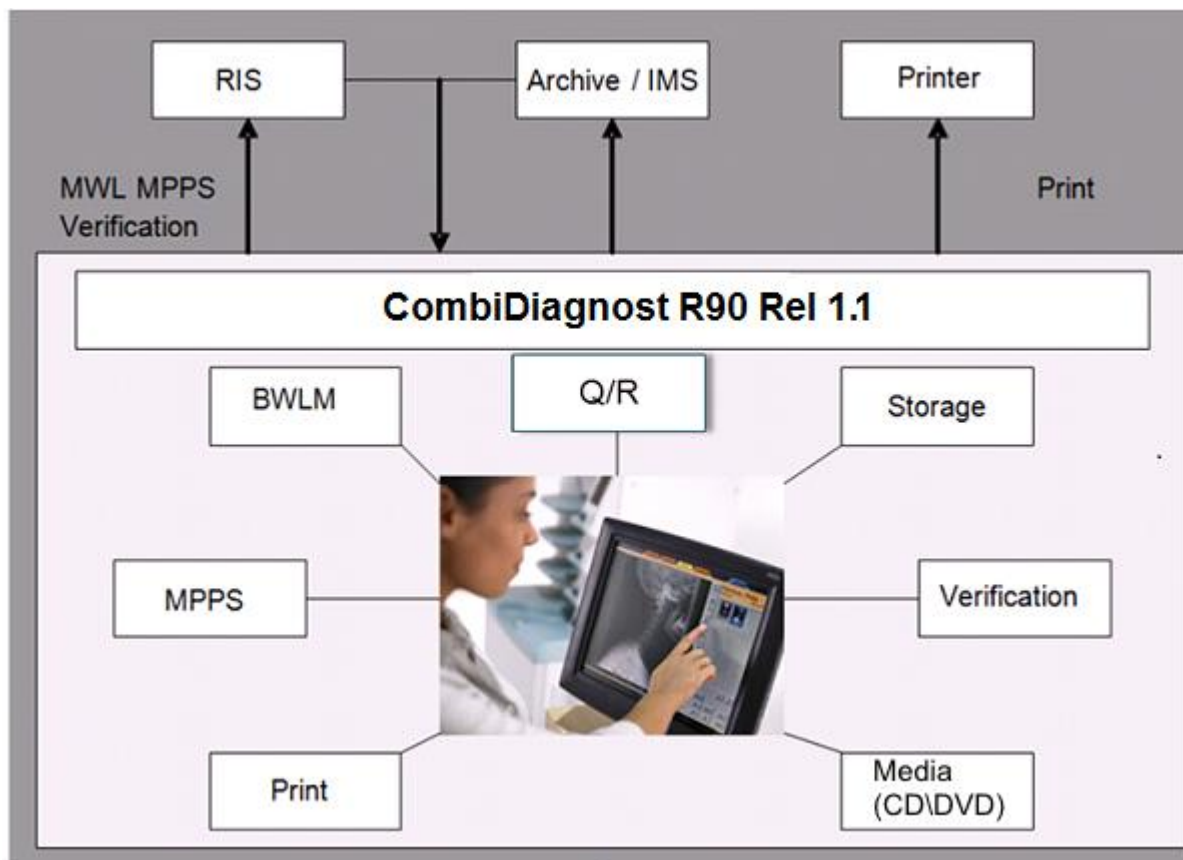 RIS
Archive / IMS
Printer
MWL MPPS
Verification
Print
CombiDiagnost R90 Rel 1.1
BWLM
Q/R
Storage
MPPS
Verification
Print
Media
(CD\DVD)